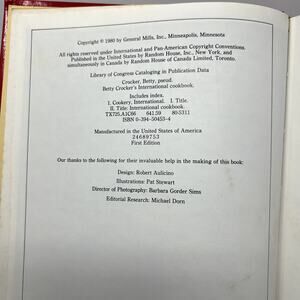 Copyright © 1980 by General Mills, Inc., Minneapolis, Minnesota
All rights reserved under International and Pan-American Copyright Conventions.
Published in the United States by Random House, Inc., New York, and
simultaneously in Canada by Random House of Canada Limited, Toronto.
Library of Congress Cataloging in Publication Data
Crocker, Betty, pseud.
Betty Crocker's International cookbook.
Includes index.
1. Cookery, International. I. Title.
II. Title: International cookbook.
TX725.A1C66 641.59 80-5311
ISBN 0-394-50453-4
Manufactured in the United States of America
24689753
First Edition
Our thanks to the following for their invaluable help in the making of this book:
Design: Robert Aulicino
Illustrations: Pat Stewart
Director of Photography: Barbara Gorder Sims
Editorial Research: Michael Dorn